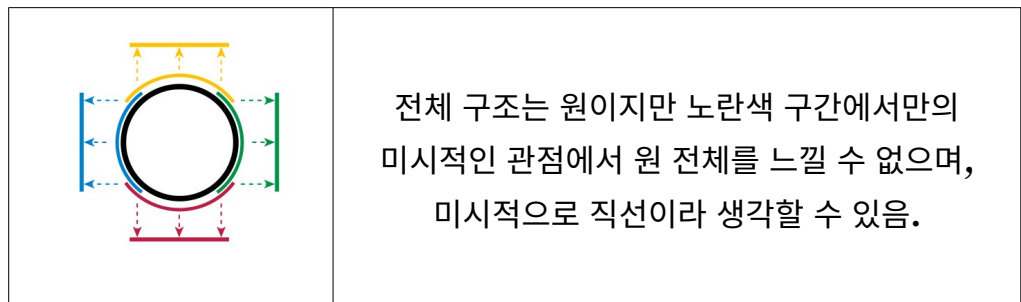 전체 구조는 원이지만 노란색 구간에서만의
미시적인 관점에서 원 전체를 느낄 수 없으며,
미시적으로 직선이라 생각할 수 있음.